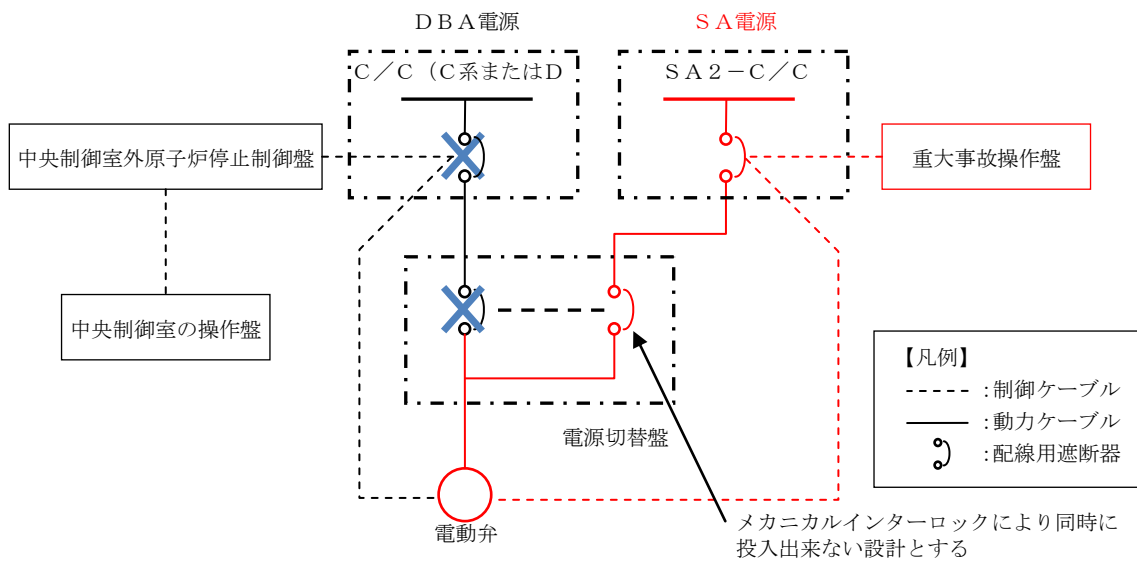 ＤＢＡ電源
ＳＡ電源
Ｃ／Ｃ（Ｃ系またはＤ
ＳＡ２－Ｃ／Ｃ
中央制御室外原子炉停止制御盤
重大事故操作盤
中央制御室の操作盤
【凡例】
：制御ケーブル
：動力ケーブル
：配線用遮断器
電源切替盤
電動弁
メカニカルインターロックにより同時に
投入出来ない設計とする